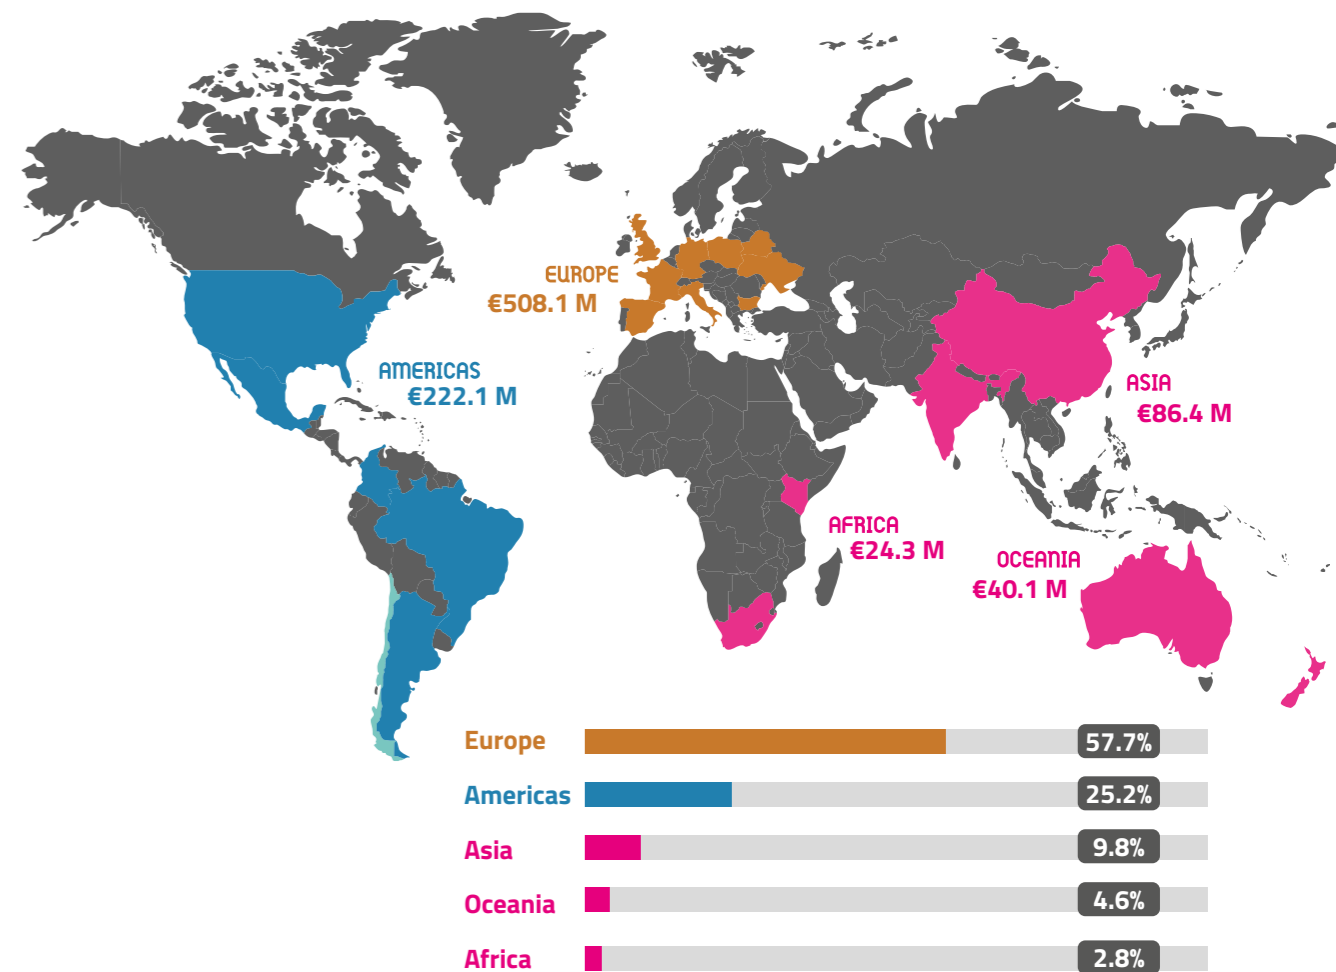 EUROPE
€508.1 M
AMERICAS
€222.1 M
ASIA
€86.4 M
AFRICA
€24.3 M
OCEANIA
€40.1 M
Europe 57.7%
Americas 25.2%
Asia 9.8%
Oceania 4.6%
Africa 2.8%